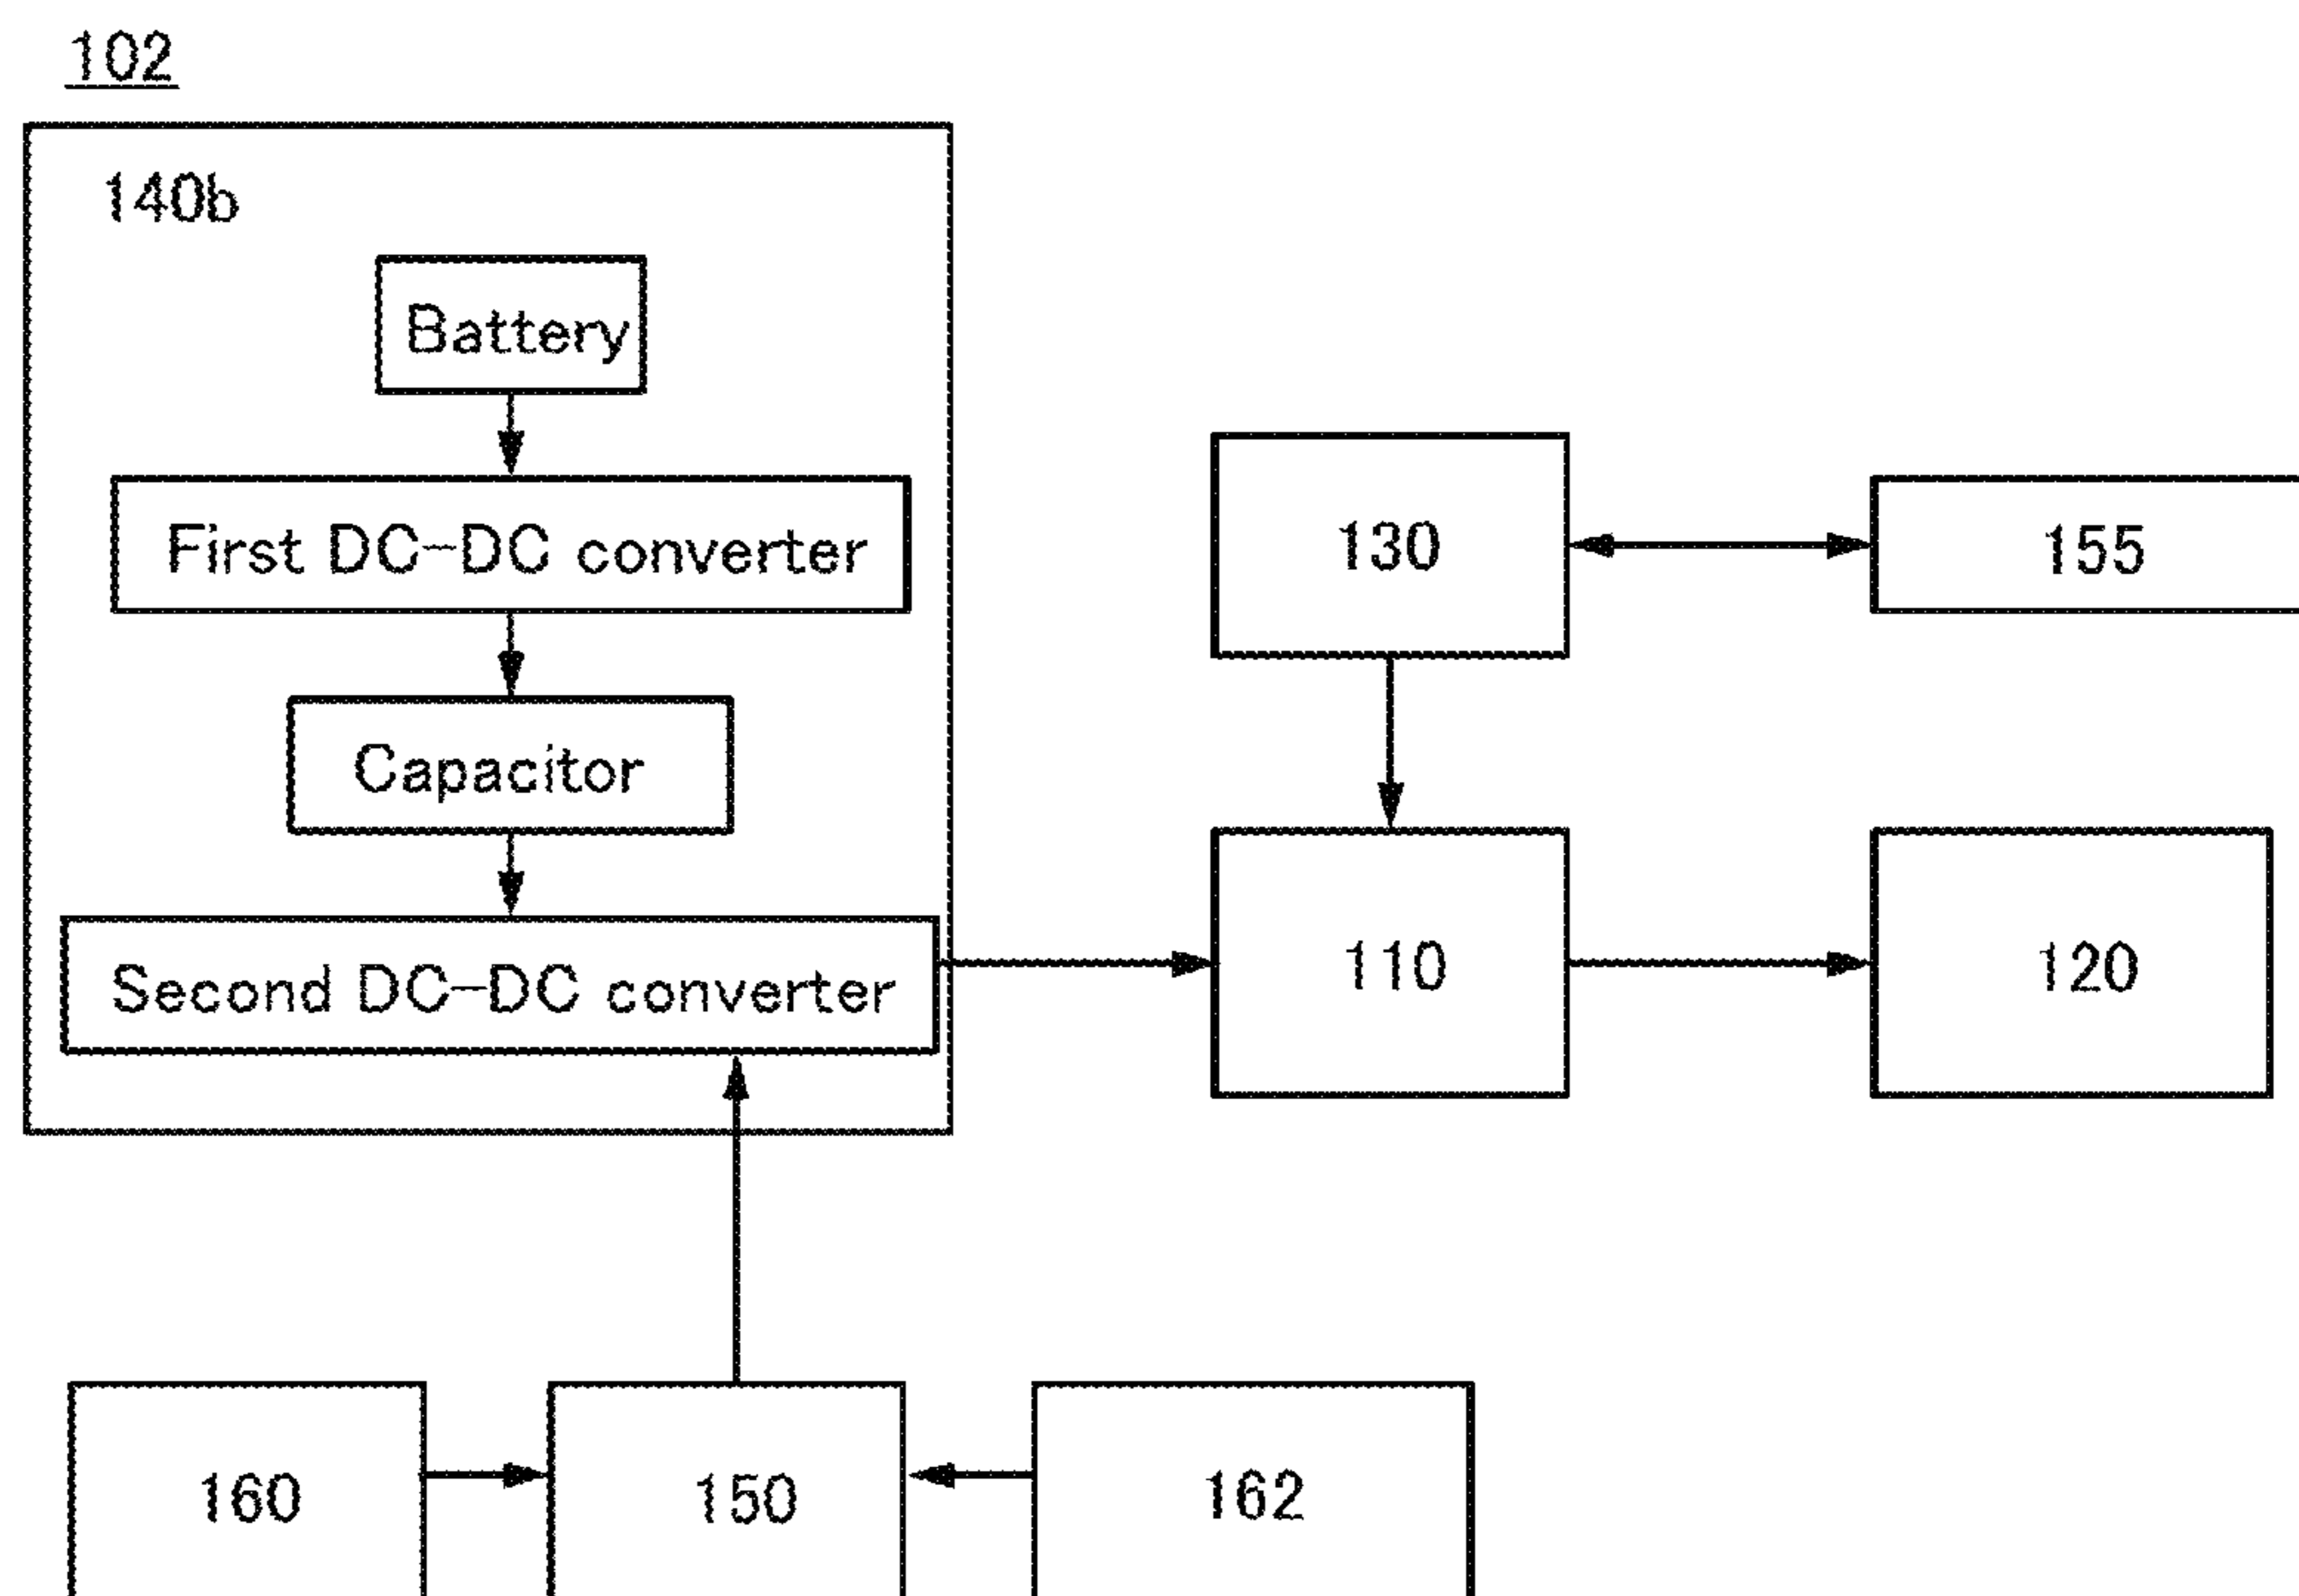 102
140b
Battery
First DC-DC converter
130
155
Capacitor
Second DC-DC converter
110
120
160
150
162